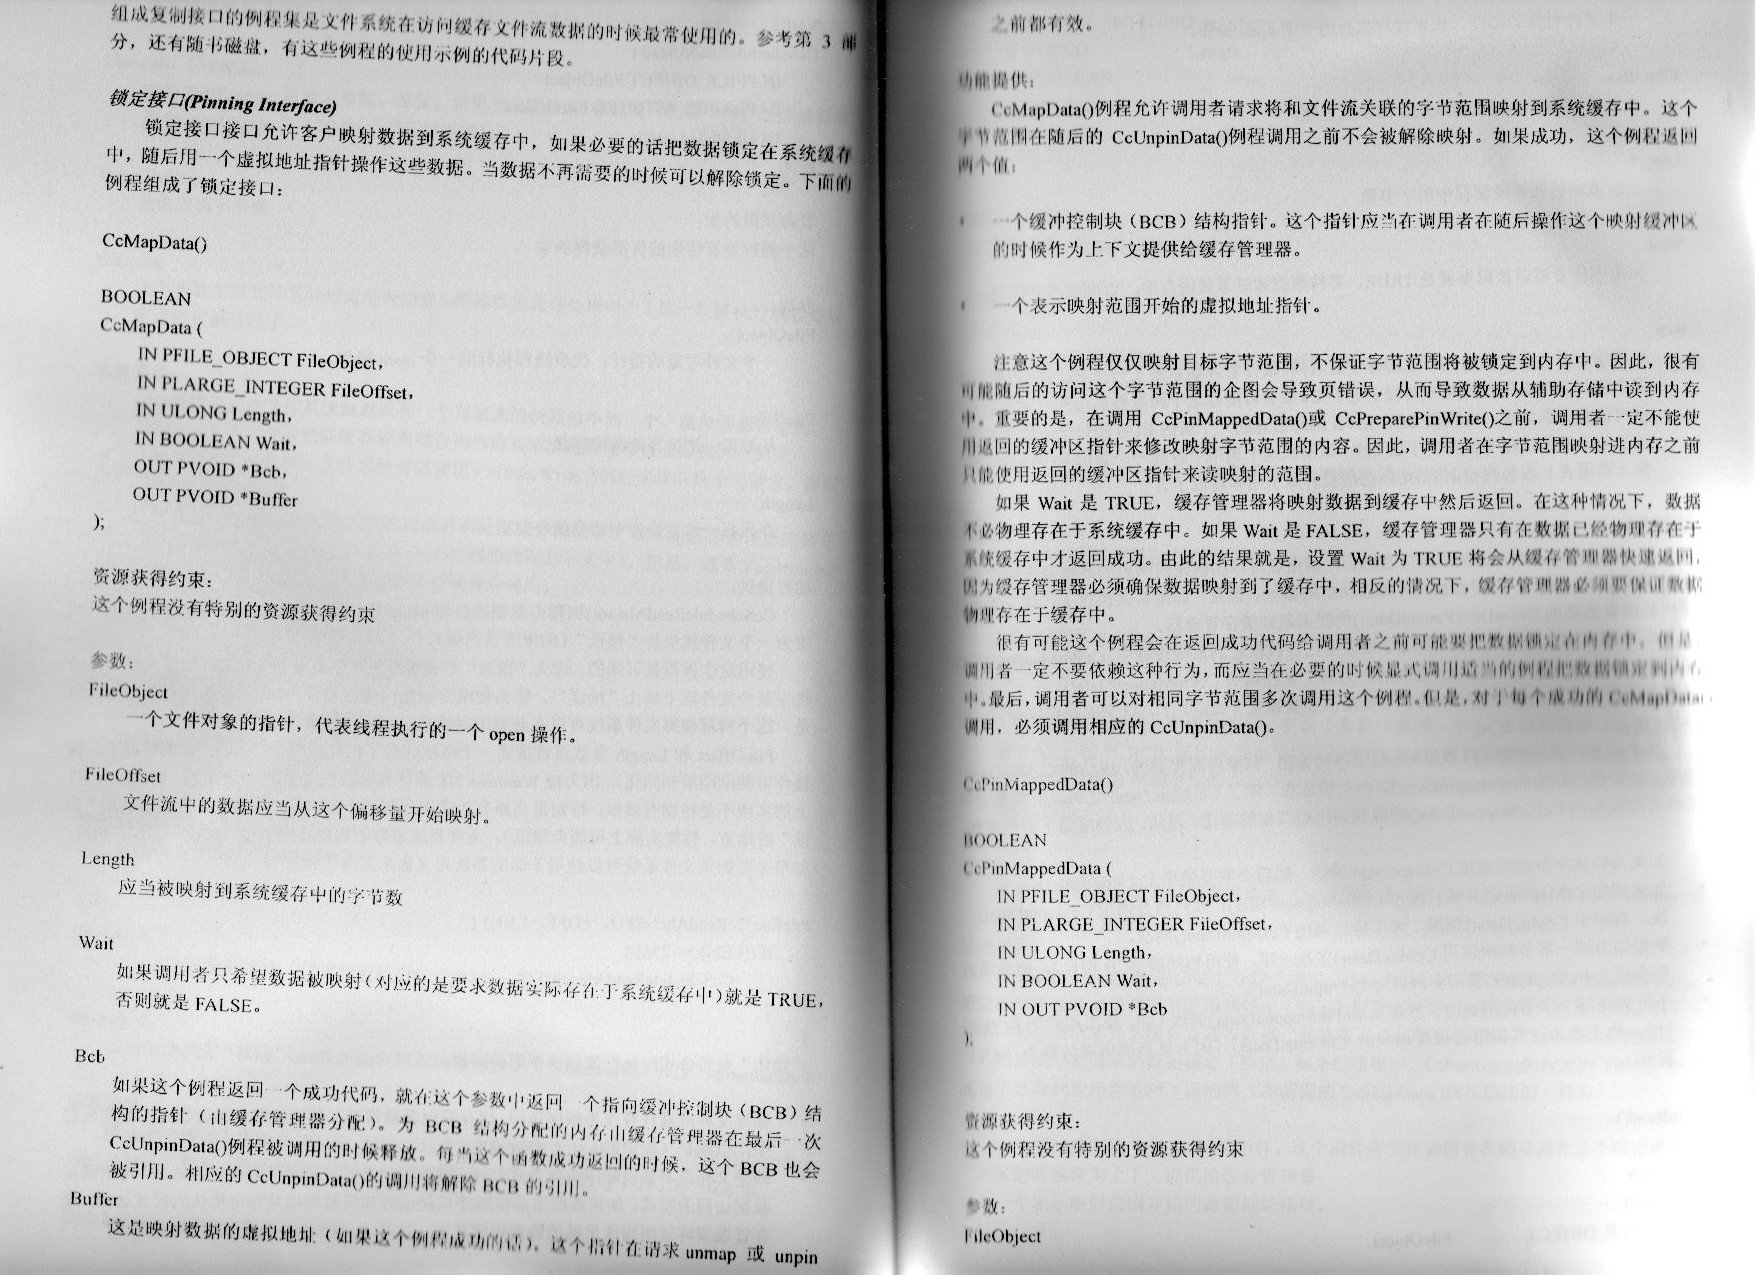 组成复制接口的例程集是文件系统在访问缓存文件流数据的时候最常使用的。参考第 3 部
分，还有随书磁盘，有这些例程的使用示例的代码片段。
锁定接口(Pinning Interface)
锁定接口接口允许客户映射数据到系统缓存中，如果必要的话把数据锁定在系统缓存
中，随后用一个虚拟地址指针操作这些数据。当数据不再需要的时候可以解除锁定。下面的
例程组成了锁定接口：
CcMapData()
BOOLEAN
CcMapData (
IN PFILE_OBJECT FileObject，
IN PLARGE_INTEGER FileOffset，
IN ULONG Length，
IN BOOLEAN Wait，
OUT PVOID *Bcb，
OUT PVOID *Buffer
);
资源获得约束：
这个例程没有特别的资源获得约束
参数：
FileObject
一个文件对象的指针，代表线程执行的一个 open 操作。
FileOffset
文件流中的数据应当从这个偏移量开始映射。
Length
应当被映射到系统缓存中的字节数
Wait
如果调用者只希望数据被映射（对应的是要求数据实际存在于系统缓存中）就是 TRUE，
否则就是 FALSE。
Bcb
如果这个例程返回一个成功代码，就在这个参数中返回一个指向缓冲控制块（BCB）结
构的指针（由缓存管理器分配）。为 BCB 结构分配的内存由缓存管理器在最后一次
CcUnpinData()例程被调用的时候释放。每当这个函数成功返回的时候，这个 BCB 也会
被引用。相应的 CcUnpinData()的调用将解除 BCB 的引用。
Buffer
这是映射数据的虚拟地址（如果这个例程成功的话）。这个指针在请求 unmap 或 unpin
之前都有效。
功能提供：
CcMapData()例程允许调用者请求将和文件流关联的字节范围映射到系统缓存中。这个
字节范围在随后的 CcUnpinData()例程调用之前不会被解除映射。如果成功，这个例程返回
两个值：
一个缓冲控制块（BCB）结构指针。这个指针应当在调用者在随后操作这个映射缓冲区
的时候作为上下文提供给缓存管理器。
一个表示映射范围开始的虚拟地址指针。
注意这个例程仅仅映射目标字节范围，不保证字节范围将被锁定到内存中。因此，很有
可能随后的访问这个字节范围的企图会导致页错误，从而导致数据从辅助存储中读到内存
中。重要的是，在调用 CcPinMappedData()或 CcPreparePinWrite()之前，调用者一定不能使
用返回的缓冲区指针来修改映射字节范围的内容。因此，调用者在字节范围映射进内存之前
只能使用返回的缓冲区指针来读映射的范围。
如果 Wait 是 TRUE，缓存管理器将映射数据到缓存中然后返回。在这种情况下，数据
不必物理存在于系统缓存中。如果 Wait 是 FALSE，缓存管理器只有在数据已经物理存在于
系统缓存中才返回成功。由此的结果就是，设置 Wait 为 TRUE 将会从缓存管理器快速返回，
因为缓存管理器必须确保数据映射到了缓存中，相反的情况下，缓存管理器必须要保证数据
物理存在于缓存中。
很有可能这个例程会在返回成功代码给调用者之前可能要把数据锁定在内存中。但是
调用者一定不要依赖这种行为，而应当在必要的时候显式调用适当的例程把数据锁定到内存
中。最后，调用者可以对相同字节范围多次调用这个例程。但是，对于每个成功的 CcMapData
调用，必须调用相应的 CcUnpinData()。
CcPinMappedData()
BOOLEAN
CcPinMappedData (
IN PFILE_OBJECT FileObject，
IN PLARGE_INTEGER FileOffset，
IN ULONG Length，
IN BOOLEAN Wait，
IN OUT PVOID *Bcb
);
资源获得约束：
这个例程没有特别的资源获得约束
参数：
FileObject